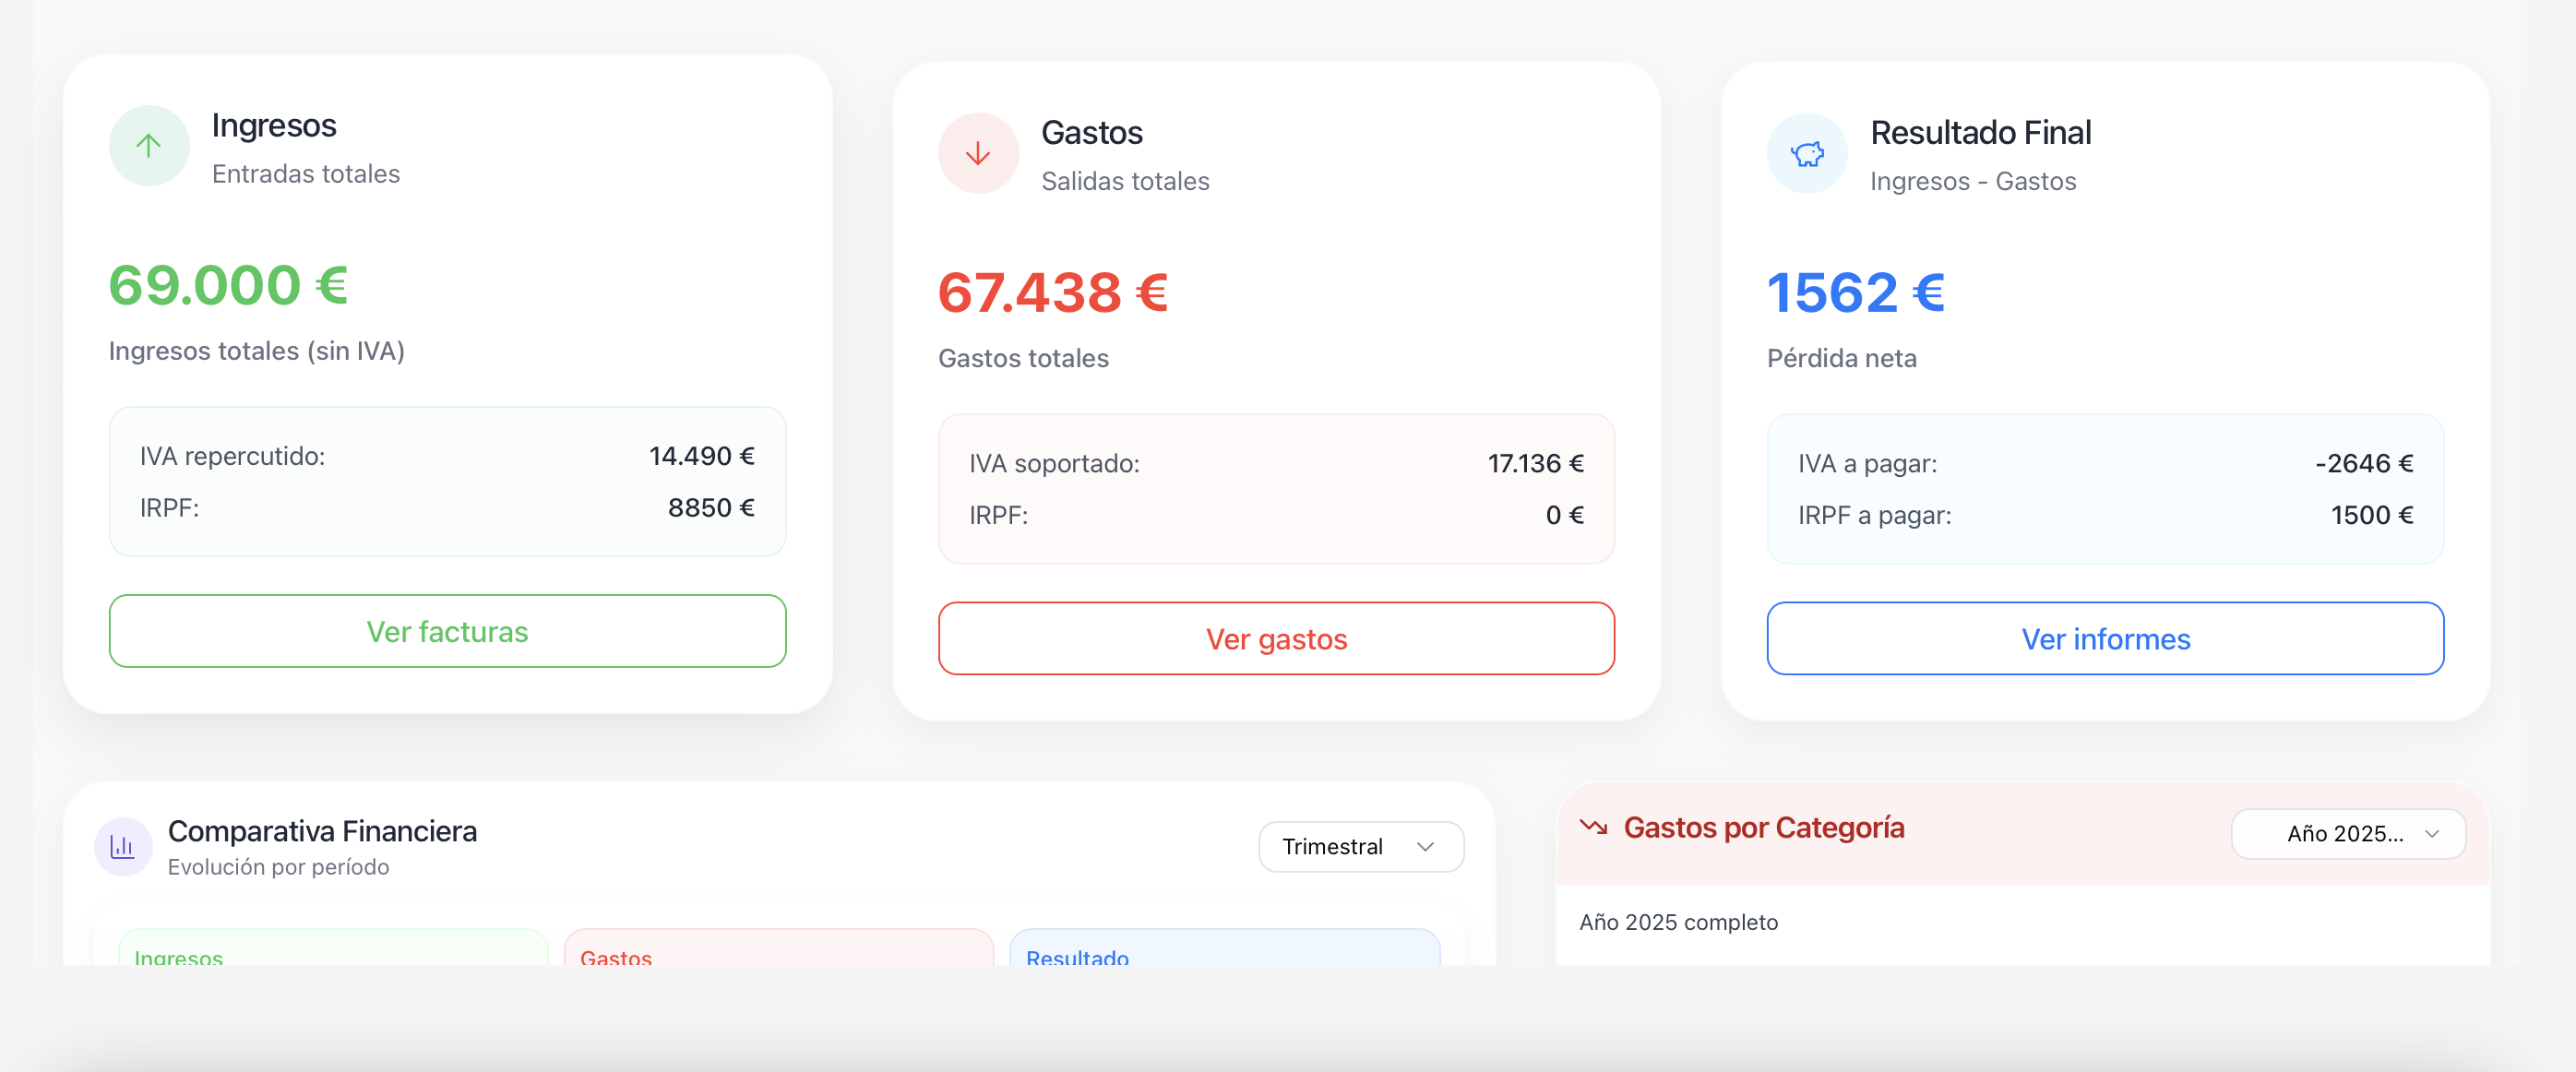 Ingresos
Entradas totales
69.000 €
Ingresos totales (sin IVA)
IVA repercutido: 14.490 €
IRPF: 8850 €
Ver facturas
Gastos
Salidas totales
67.438 €
Gastos totales
IVA soportado: 17.136 €
IRPF: 0 €
Ver gastos
Resultado Final
Ingresos - Gastos
1562 €
Pérdida neta
IVA a pagar: -2646 €
IRPF a pagar: 1500 €
Ver informes
Comparativa Financiera
Evolución por período
Trimestral
Ingresos
Gastos
Resultado
Gastos por Categoría
Año 2025...
Año 2025 completo